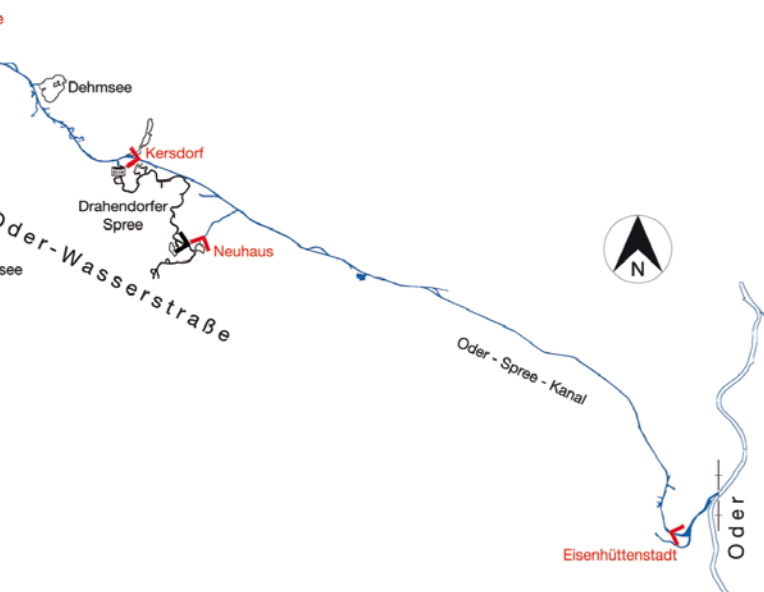 e
Dehmsee
Kersdorf
Drahendorfer
Spree
Neuhaus
Oder-Wasserstraße
see
N
Oder - Spree - Kanal
Oder
Eisenhüttenstadt